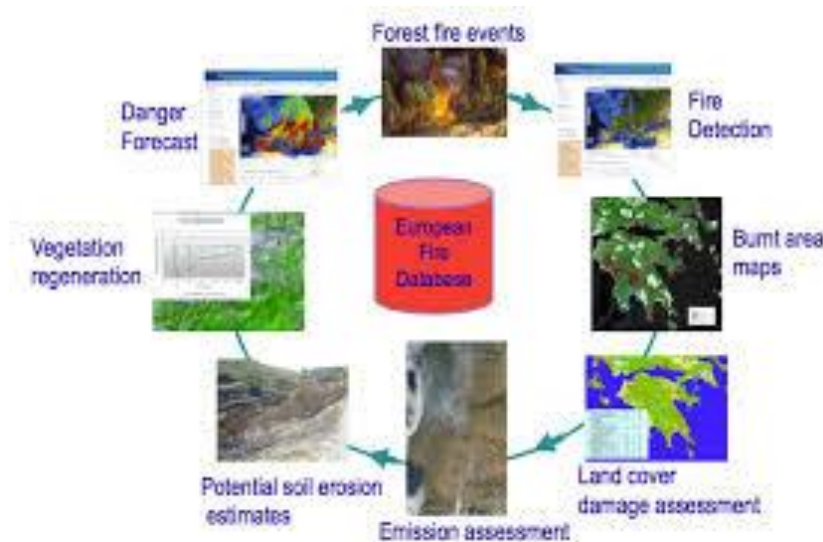 Forest fire events
Danger
Forecast
Fire
Detection
European
Fire
Database
Vegetation
regeneration
Burnt area
maps
Potential soil erosion
estimates
Emission assessment
Land cover
damage assessment